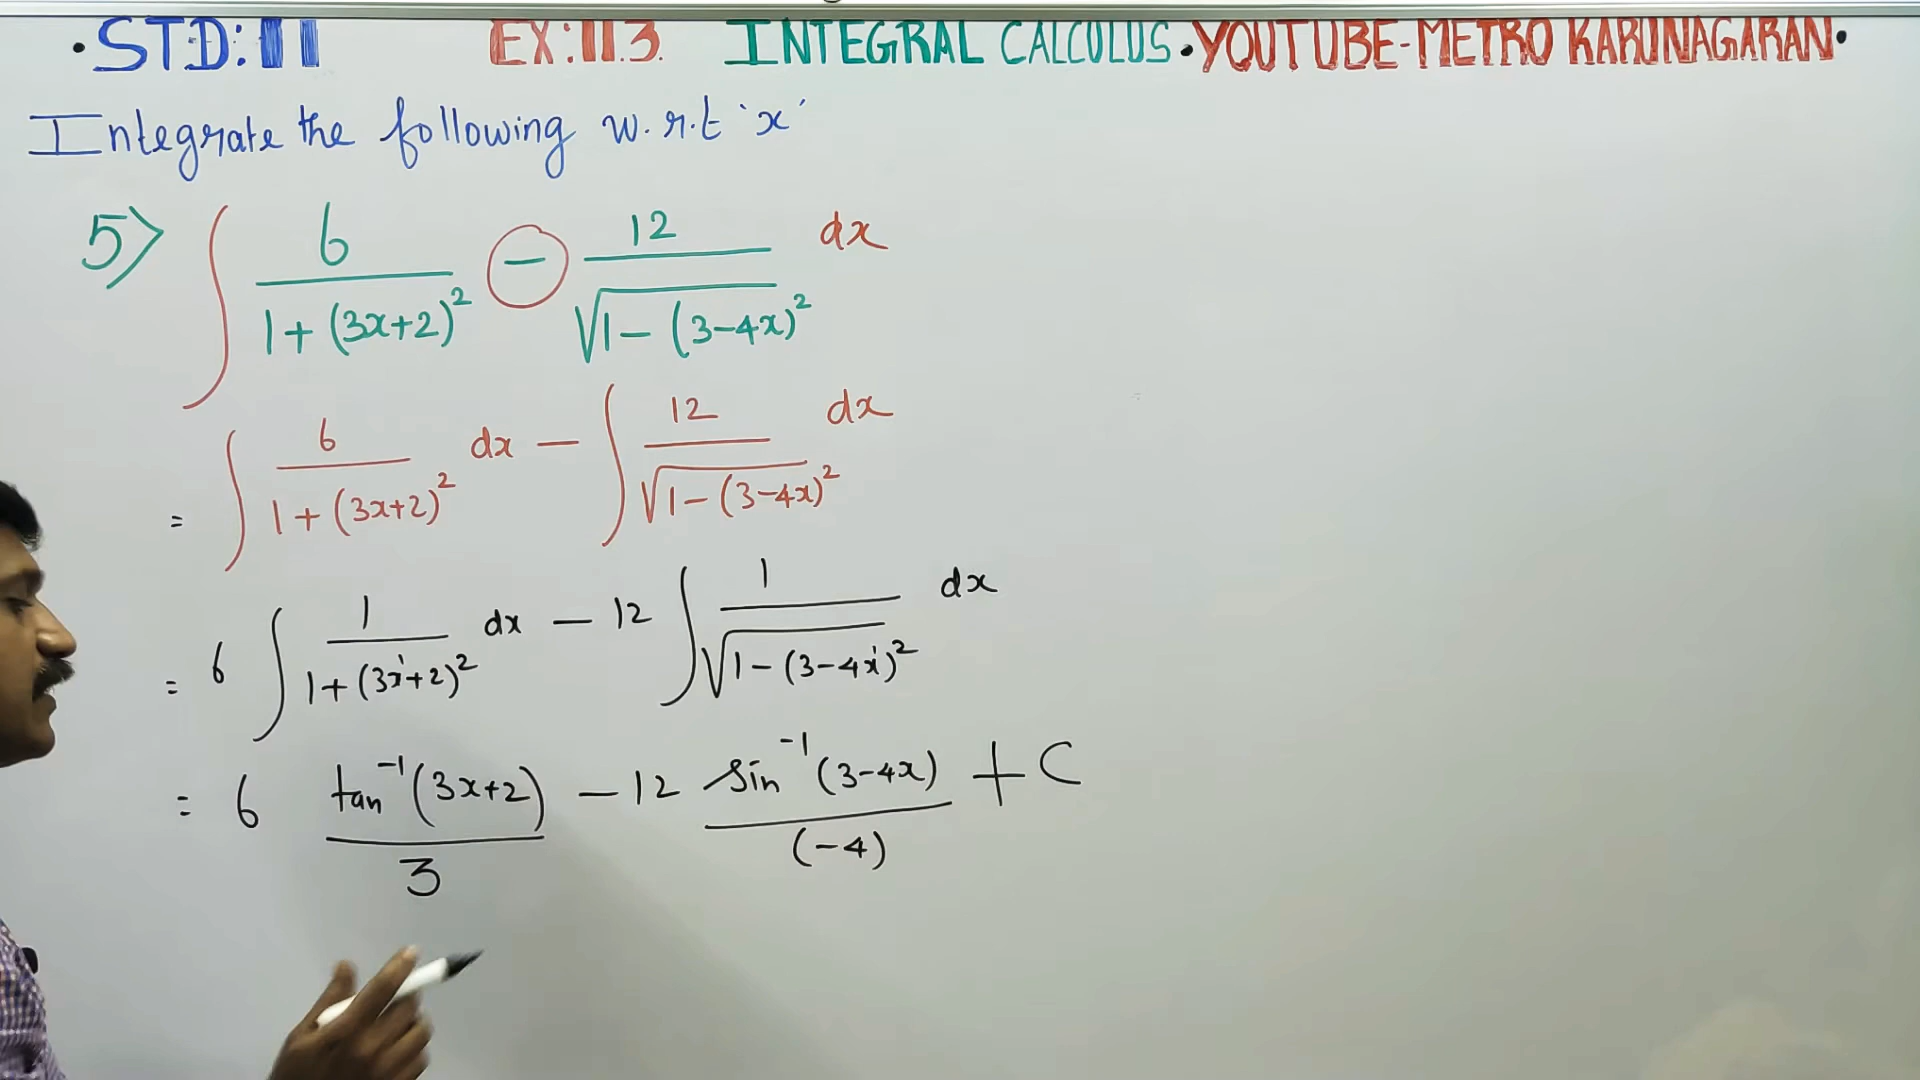 • STD: 11 EX: 11.3. INTEGRAL CALCULUS • YOUTUBE-METRO KARUNAGARAN •
Integrate the following w.r.t 'x'
5> ∫ 6/(1+(3x+2)²) − 12/√(1−(3−4x)²) dx
= ∫ 6/(1+(3x+2)²) dx − ∫ 12/√(1−(3−4x)²) dx
= 6 ∫ 1/(1+(3x¹+2)²) dx − 12 ∫ 1/√(1−(3−4x¹)²) dx
= 6 tan⁻¹(3x+2)/3 − 12 sin⁻¹(3−4x)/(−4) + C